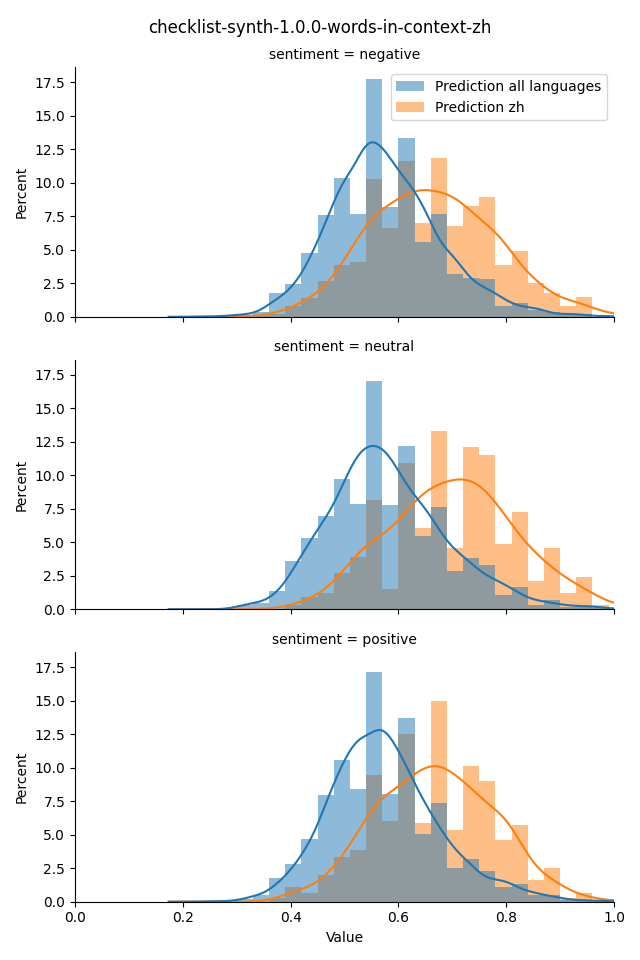 checklist-synth-1.0.0-words-in-context-zh
sentiment = negative
Prediction all languages
Prediction zh
17.5
15.0
12.5
10.0
7.5
5.0
2.5
0.0
Percent
sentiment = neutral
17.5
15.0
12.5
10.0
7.5
5.0
2.5
0.0
Percent
sentiment = positive
17.5
15.0
12.5
10.0
7.5
5.0
2.5
0.0
Percent
0.0 0.2 0.4 0.6 0.8 1.0
Value